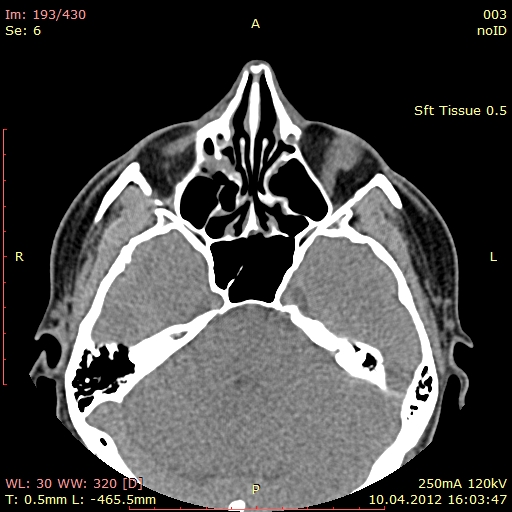 Im: 193/430
Se: 6
A
003
noID
Sft Tissue 0.5
R
L
WL: 30 WW: 320 [D]
T: 0.5mm L: -465.5mm
P
250mA 120kV
10.04.2012 16:03:47